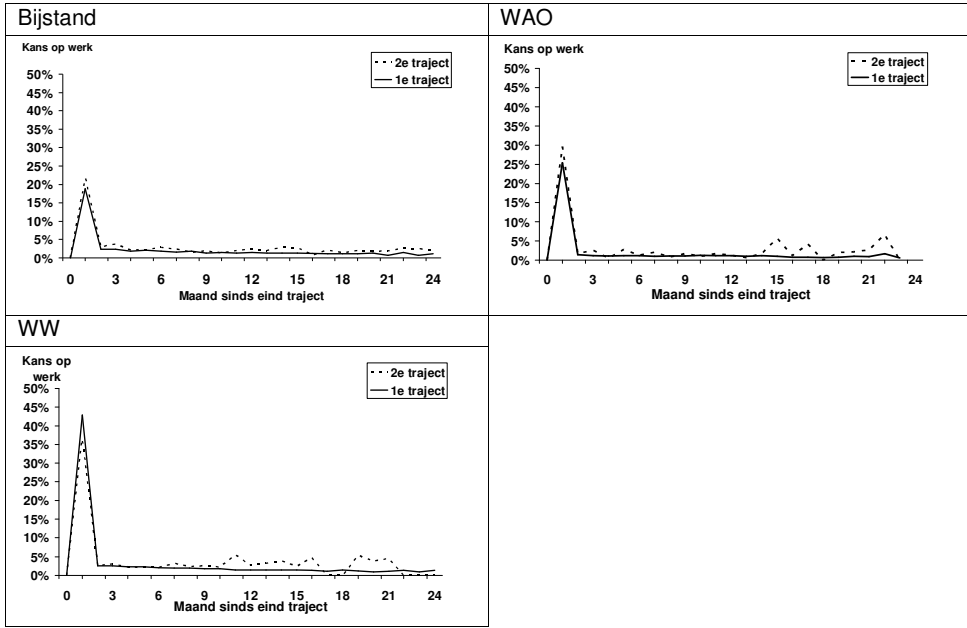 Bijstand
Kans op werk
2e traject
1e traject
50%
45%
40%
35%
30%
25%
20%
15%
10%
5%
0%
0 3 6 9 12 15 18 21 24
Maand sinds eind traject
WAO
Kans op werk
2e traject
1e traject
50%
45%
40%
35%
30%
25%
20%
15%
10%
5%
0%
0 3 6 9 12 15 18 21 24
Maand sinds eind traject
WW
Kans op
werk
2e traject
1e traject
50%
45%
40%
35%
30%
25%
20%
15%
10%
5%
0%
0 3 6 9 12 15 18 21 24
Maand sinds eind traject